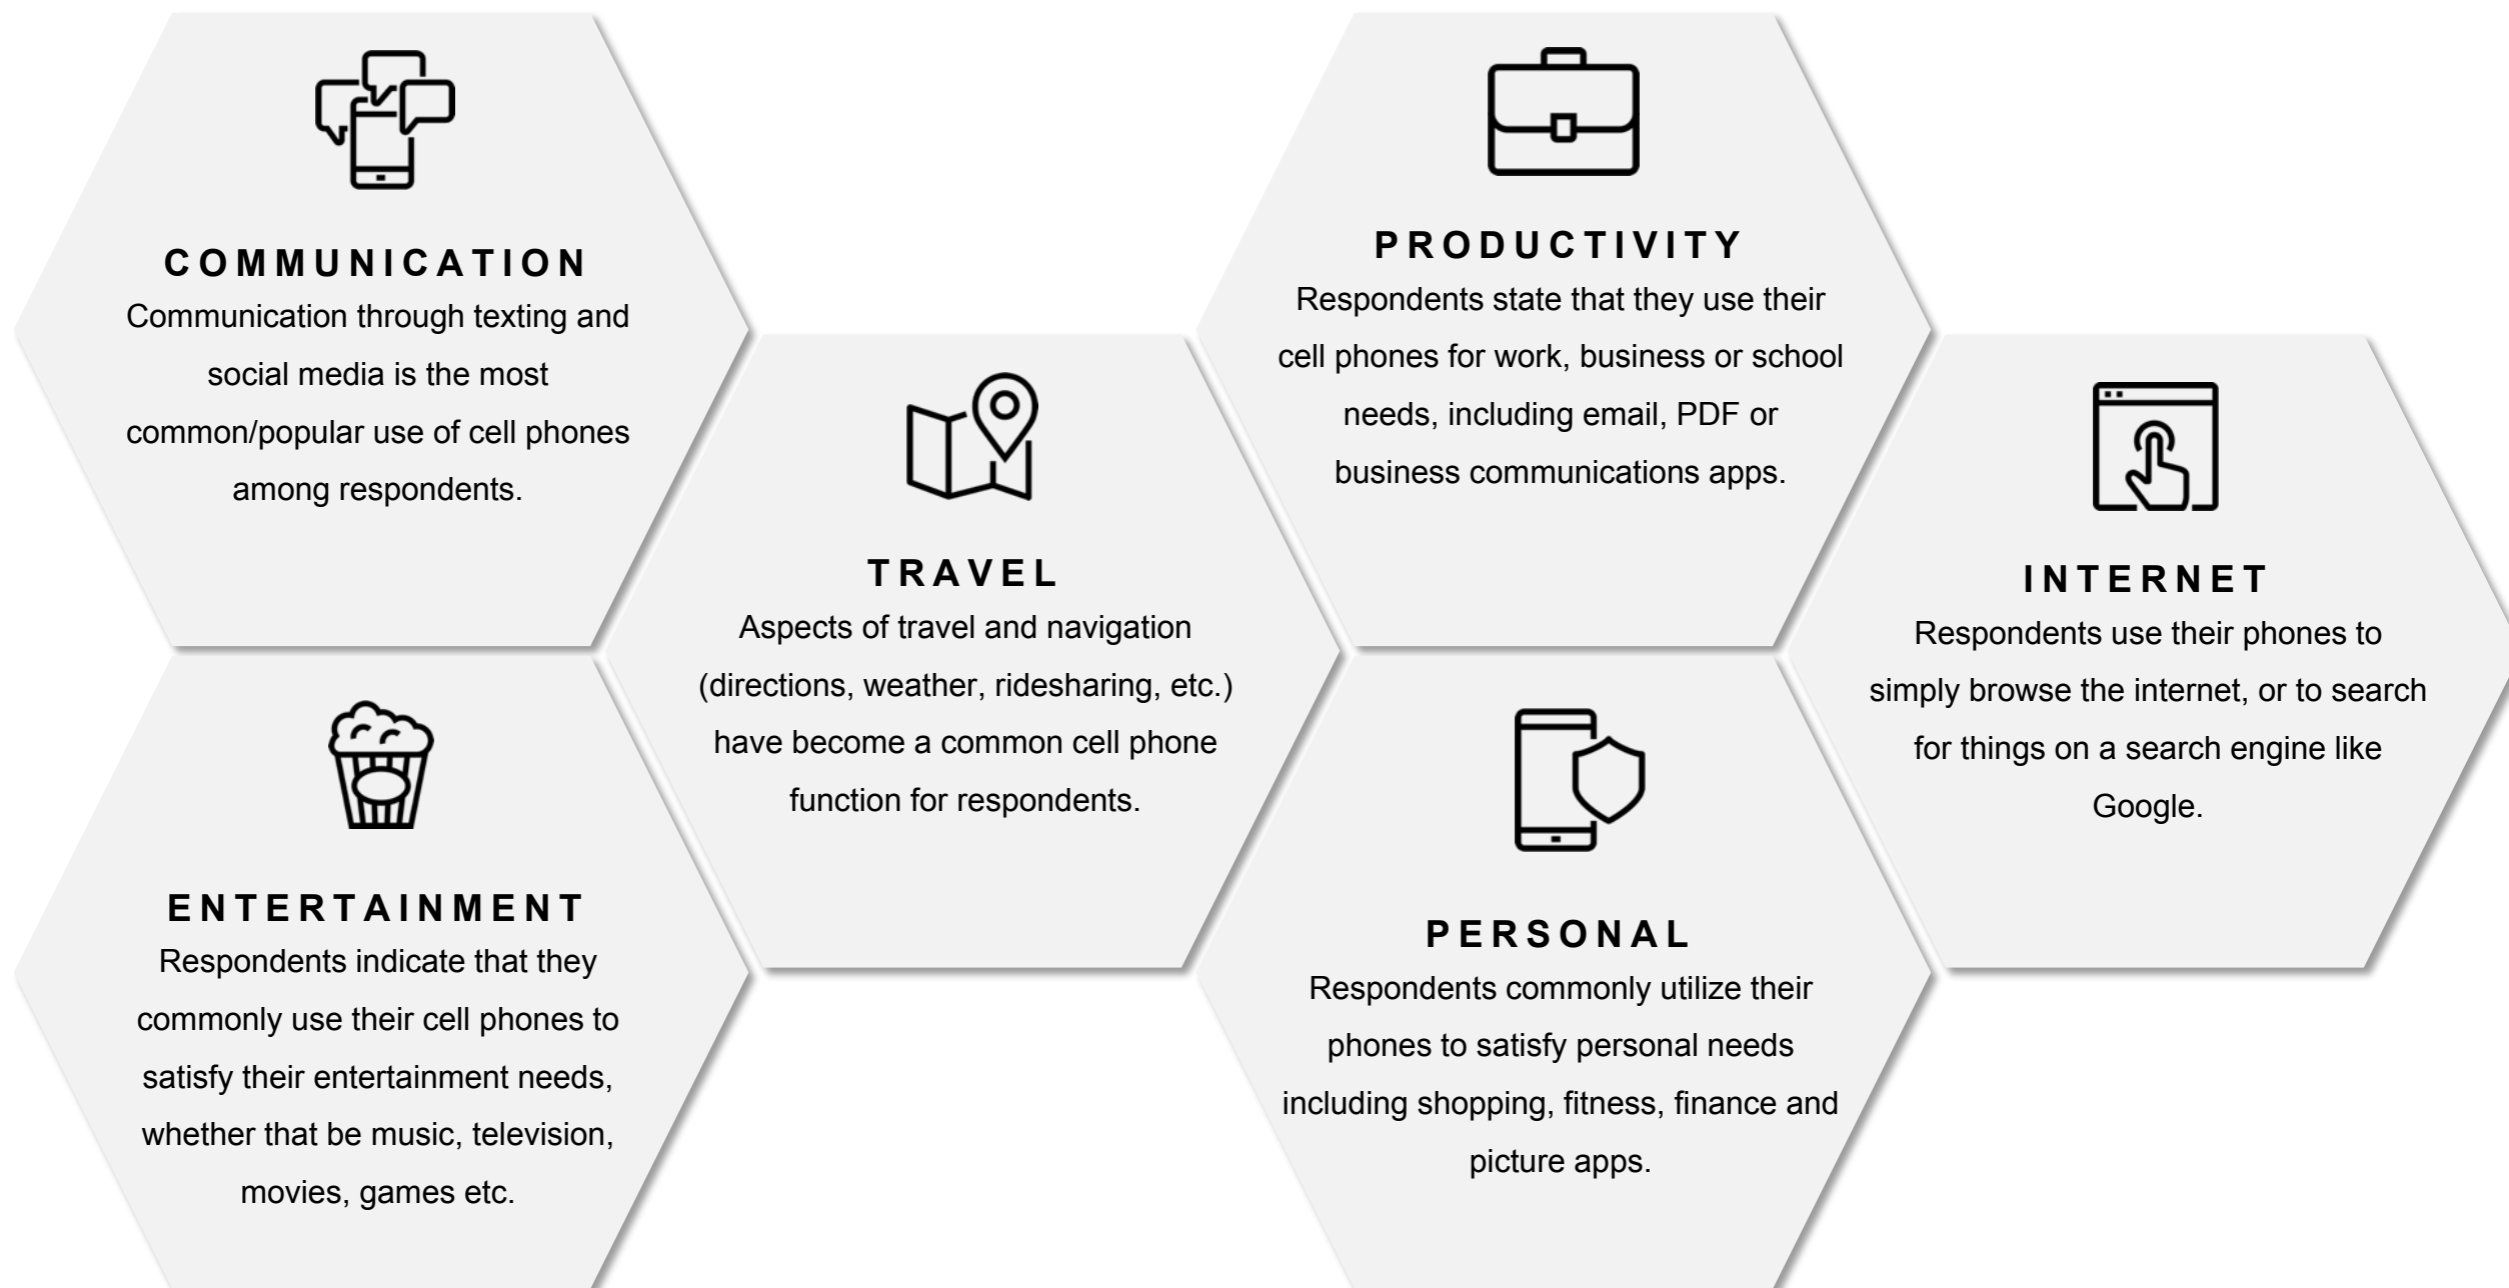 COMMUNICATION
Communication through texting and
social media is the most
common/popular use of cell phones
among respondents.
ENTERTAINMENT
Respondents indicate that they
commonly use their cell phones to
satisfy their entertainment needs,
whether that be music, television,
movies, games etc.
TRAVEL
Aspects of travel and navigation
(directions, weather, ridesharing, etc.)
have become a common cell phone
function for respondents.
PRODUCTIVITY
Respondents state that they use their
cell phones for work, business or school
needs, including email, PDF or
business communications apps.
PERSONAL
Respondents commonly utilize their
phones to satisfy personal needs
including shopping, fitness, finance and
picture apps.
INTERNET
Respondents use their phones to
simply browse the internet, or to search
for things on a search engine like
Google.